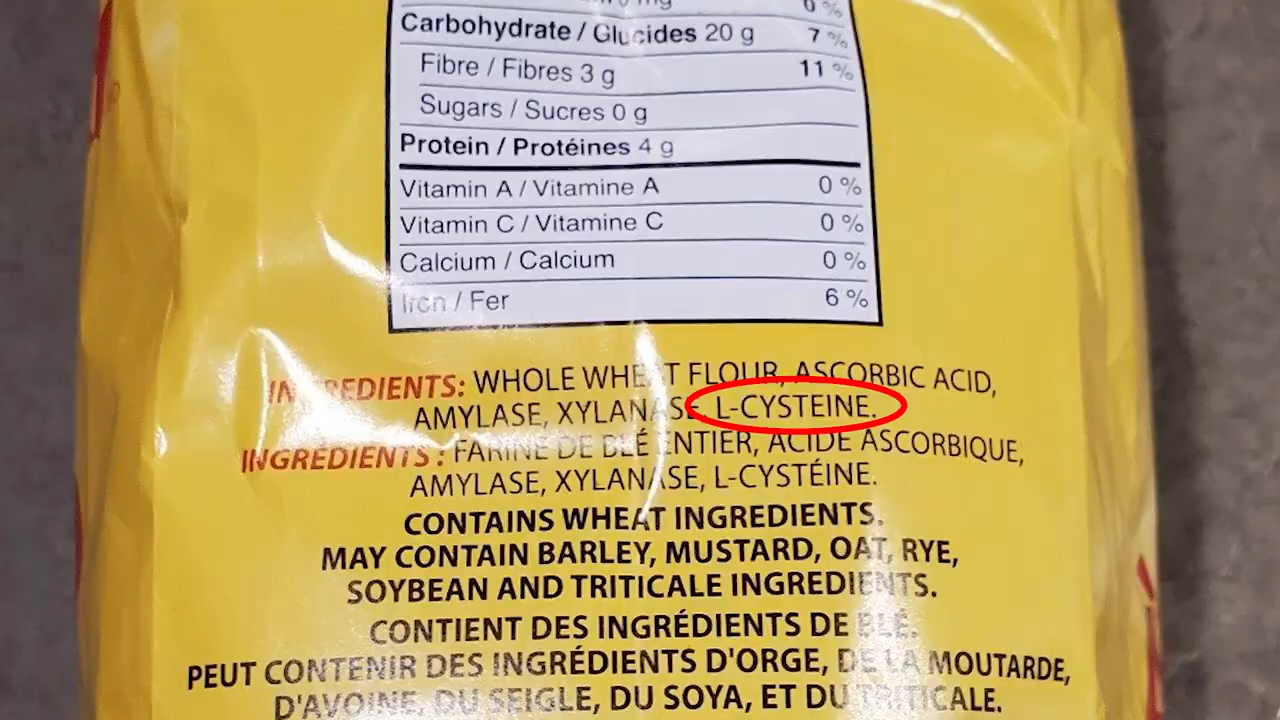 0 %
Carbohydrate / Glucides 20 g 7 %
Fibre / Fibres 3 g 11 %
Sugars / Sucres 0 g
Protein / Protéines 4 g
Vitamin A / Vitamine A 0 %
Vitamin C / Vitamine C 0 %
Calcium / Calcium 0 %
Iron / Fer 6 %
INGREDIENTS: WHOLE WHEAT FLOUR, ASCORBIC ACID,
AMYLASE, XYLANASE, L-CYSTEINE.
INGRÉDIENTS : FARINE DE BLÉ ENTIER, ACIDE ASCORBIQUE,
AMYLASE, XYLANASE, L-CYSTÉINE.
CONTAINS WHEAT INGREDIENTS.
MAY CONTAIN BARLEY, MUSTARD, OAT, RYE,
SOYBEAN AND TRITICALE INGREDIENTS.
CONTIENT DES INGRÉDIENTS DE BLÉ.
PEUT CONTENIR DES INGRÉDIENTS D'ORGE, DE LA MOUTARDE,
D'AVOINE, DU SEIGLE, DU SOYA, ET DU TRITICALE.